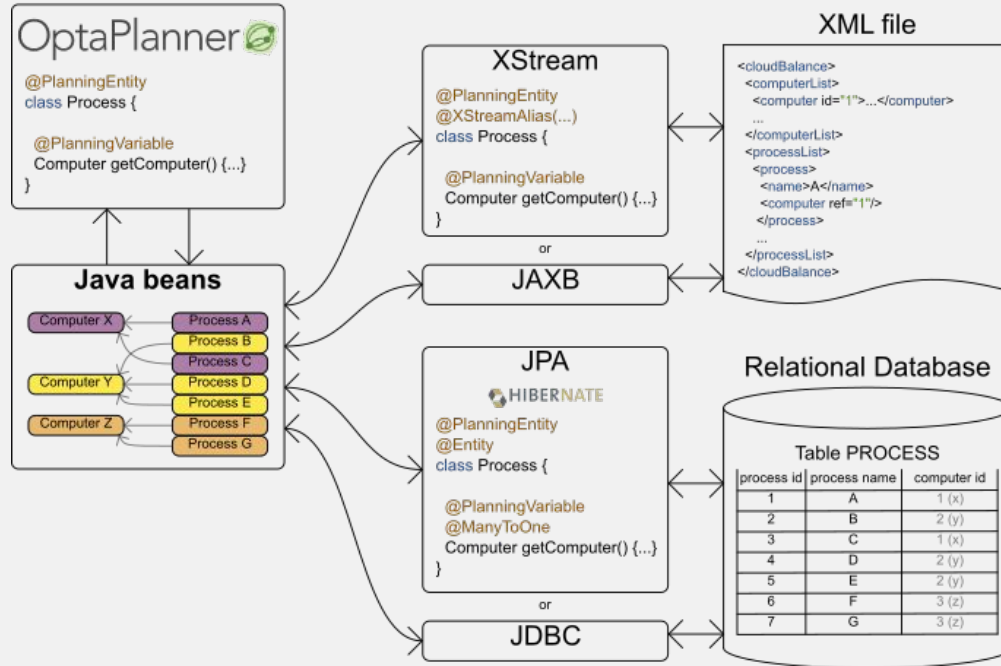 OptaPlanner
@PlanningEntity
class Process {
@PlanningVariable
Computer getComputer() {...}
}
Java beans
Computer X
Process A
Process B
Process C
Computer Y
Process D
Process E
Computer Z
Process F
Process G
XStream
@PlanningEntity
@XStreamAlias(...)
class Process {
@PlanningVariable
Computer getComputer() {...}
}
or
JAXB
XML file
<cloudBalance>
<computerList>
<computer id="1">...</computer>
...
</computerList>
<processList>
<process>
<name>A</name>
<computer ref="1"/>
</process>
...
</processList>
</cloudBalance>
JPA
HIBERNATE
@PlanningEntity
@Entity
class Process {
@PlanningVariable
@ManyToOne
Computer getComputer() {...}
}
or
JDBC
Relational Database
Table PROCESS
process id process name computer id
1 A 1 (x)
2 B 2 (y)
3 C 1 (x)
4 D 2 (y)
5 E 2 (y)
6 F 3 (z)
7 G 3 (z)